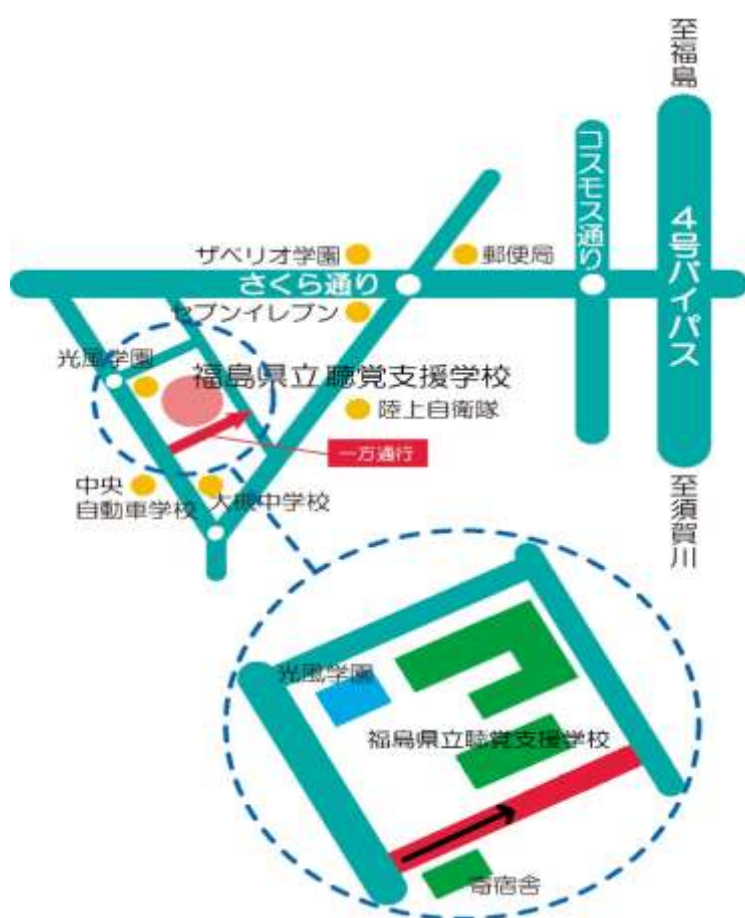 至福島
コスモス通り
4号バイパス
ザベリオ学園
郵便局
さくら通り
セブンイレブン
光風学園
福島県立聴覚支援学校
陸上自衛隊
一方通行
中央
自動車学校
大槻中学校
至須賀川
光風学園
福島県立聴覚支援学校
寄宿舎